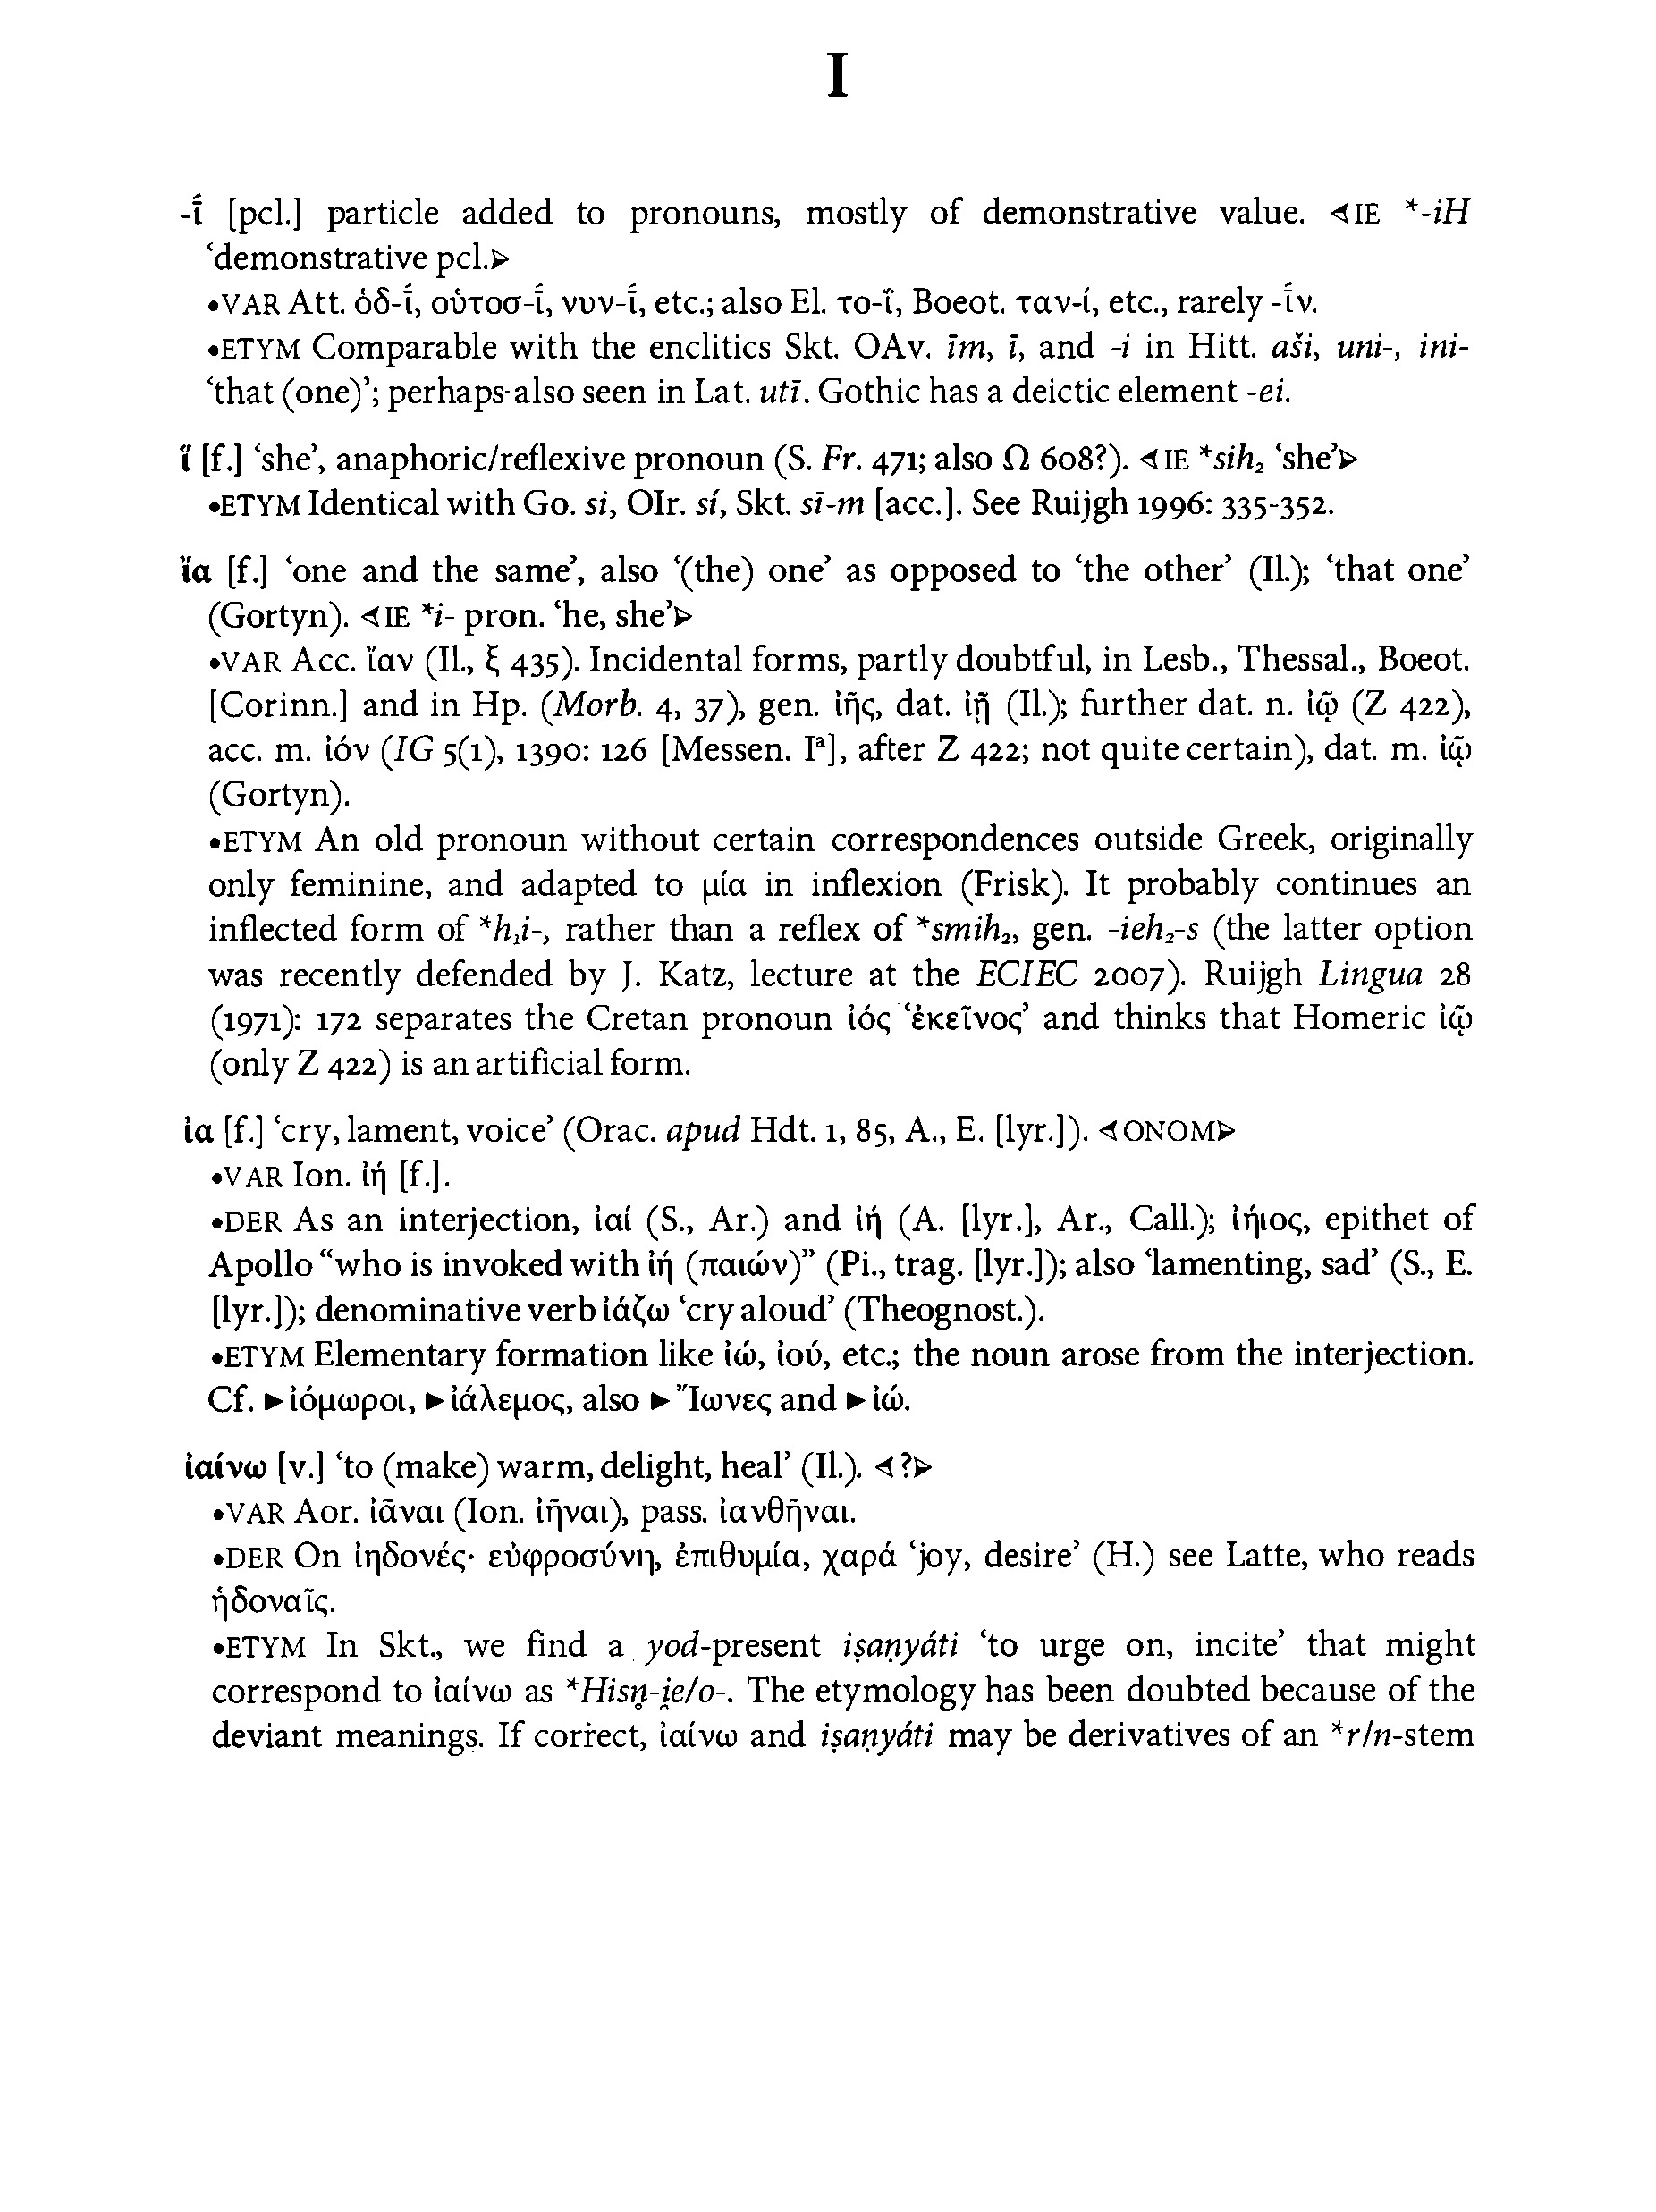 I
-ῑ́ [pcl.] particle added to pronouns, mostly of demonstrative value. ⊲IE *-iH
‘demonstrative pcl.⊳
•VAR Att. ὁδ-ῑ́, οὑτοσ-ῑ́, νυν-ῑ́, etc.; also El. το-ΐ, Boeot. ταν-ί, etc., rarely -ῑ́ν.
•ETYM Comparable with the enclitics Skt. OAv. īm, ī, and -i in Hitt. aši, uni-, ini-
‘that (one)’; perhaps also seen in Lat. utī. Gothic has a deictic element -ei.
ἵ [f.] ‘she’, anaphoric/reflexive pronoun (S. Fr. 471; also Ω 608?). ⊲IE *sih₂ ‘she’⊳
•ETYM Identical with Go. si, OIr. sí, Skt. sī-m [acc.]. See Ruijgh 1996: 335-352.
ἴα [f.] ‘one and the same’, also ‘(the) one’ as opposed to ‘the other’ (Il.); ‘that one’
(Gortyn). ⊲IE *i- pron. ‘he, she’⊳
•VAR Acc. ἴαν (Il., ξ 435). Incidental forms, partly doubtful, in Lesb., Thessal., Boeot.
[Corinn.] and in Hp. (Morb. 4, 37), gen. ἰῆς, dat. ἰῇ (Il.); further dat. n. ἰῷ (Z 422),
acc. m. ἰόν (IG 5(1), 1390: 126 [Messen. Iᵃ], after Z 422; not quite certain), dat. m. ἰῷ
(Gortyn).
•ETYM An old pronoun without certain correspondences outside Greek, originally
only feminine, and adapted to μία in inflexion (Frisk). It probably continues an
inflected form of *h₁i-, rather than a reflex of *smih₂, gen. -ieh₂-s (the latter option
was recently defended by J. Katz, lecture at the ECIEC 2007). Ruijgh Lingua 28
(1971): 172 separates the Cretan pronoun ἰός ‘ἐκεῖνος’ and thinks that Homeric ἰῷ
(only Z 422) is an artificial form.
ἰα [f.] ‘cry, lament, voice’ (Orac. apud Hdt. 1, 85, A., E. [lyr.]). ⊲ONOM⊳
•VAR Ion. ἰή [f.].
•DER As an interjection, ἰαί (S., Ar.) and ἰή (A. [lyr.], Ar., Call.); ἰήιος, epithet of
Apollo “who is invoked with ἰή (παιών)” (Pi., trag. [lyr.]); also ‘lamenting, sad’ (S., E.
[lyr.]); denominative verb ἰάζω ‘cry aloud’ (Theognost.).
•ETYM Elementary formation like ἰώ, ἰού, etc.; the noun arose from the interjection.
Cf. ►ἰόμωροι, ►ἰάλεμος, also ►Ἴωνες and ►ἰώ.
ἰαίνω [v.] ‘to (make) warm, delight, heal’ (Il.). ⊲?⊳
•VAR Aor. ἰᾶναι (Ion. ἰῆναι), pass. ἰανθῆναι.
•DER On ἰηδονές· εὐφροσύνη, ἐπιθυμία, χαρά ‘joy, desire’ (H.) see Latte, who reads
ἡδοναῖς.
•ETYM In Skt., we find a yod-present iṣaṇyáti ‘to urge on, incite’ that might
correspond to ἰαίνω as *Hisn̥-i̯e/o-. The etymology has been doubted because of the
deviant meanings. If correct, ἰαίνω and iṣaṇyáti may be derivatives of an *r/n-stem